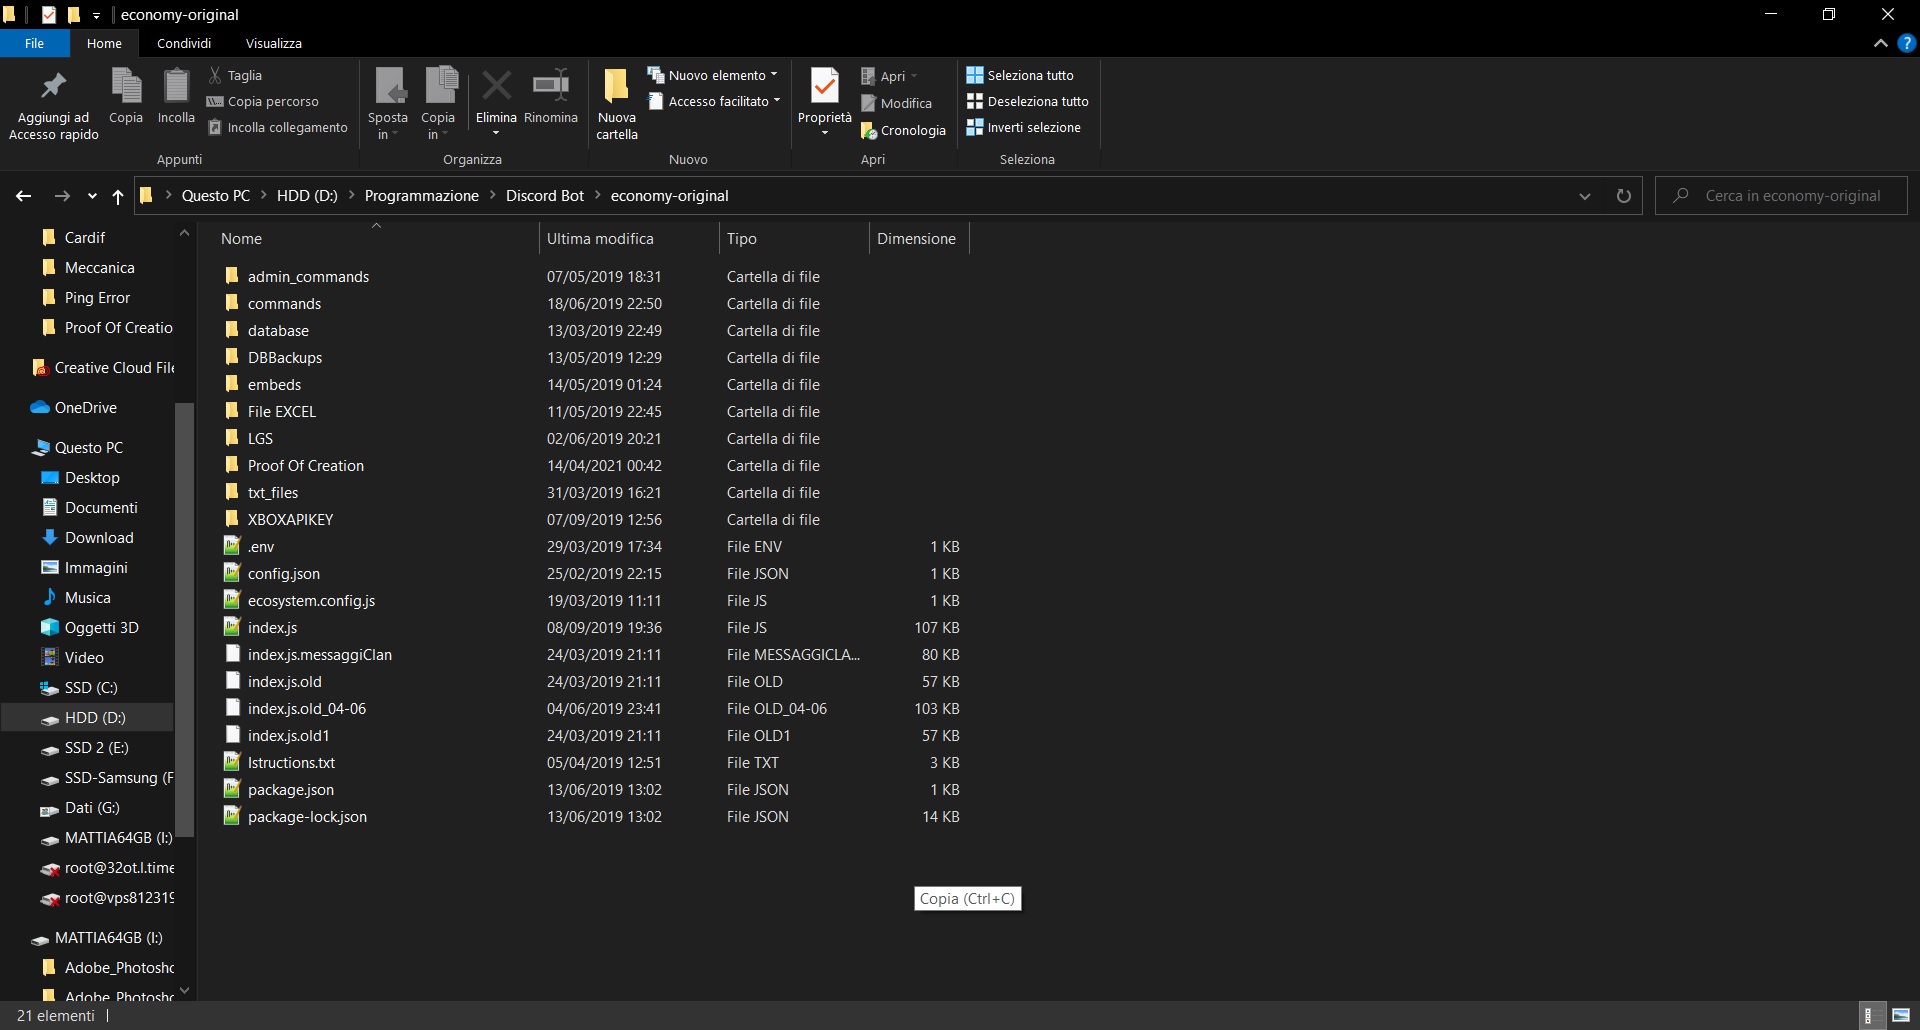 economy-original
File Home Condividi Visualizza
Aggiungi ad Accesso rapido
Copia
Incolla
Taglia
Copia percorso
Incolla collegamento
Appunti
Sposta in
Copia in
Elimina
Rinomina
Organizza
Nuova cartella
Nuovo elemento
Accesso facilitato
Nuovo
Proprietà
Apri
Modifica
Cronologia
Apri
Seleziona tutto
Deseleziona tutto
Inverti selezione
Seleziona
Questo PC > HDD (D:) > Programmazione > Discord Bot > economy-original
Cerca in economy-original
Cardif
Meccanica
Ping Error
Proof Of Creatio
Creative Cloud File
OneDrive
Questo PC
Desktop
Documenti
Download
Immagini
Musica
Oggetti 3D
Video
SSD (C:)
HDD (D:)
SSD 2 (E:)
SSD-Samsung (F
Dati (G:)
MATTIA64GB (I:)
root@32ot.l.time
root@vps812319
MATTIA64GB (I:)
Adobe_Photosho
Adobe_Photosho
Nome Ultima modifica Tipo Dimensione
admin_commands 07/05/2019 18:31 Cartella di file
commands 18/06/2019 22:50 Cartella di file
database 13/03/2019 22:49 Cartella di file
DBBackups 13/05/2019 12:29 Cartella di file
embeds 14/05/2019 01:24 Cartella di file
File EXCEL 11/05/2019 22:45 Cartella di file
LGS 02/06/2019 20:21 Cartella di file
Proof Of Creation 14/04/2021 00:42 Cartella di file
txt_files 31/03/2019 16:21 Cartella di file
XBOXAPIKEY 07/09/2019 12:56 Cartella di file
.env 29/03/2019 17:34 File ENV 1 KB
config.json 25/02/2019 22:15 File JSON 1 KB
ecosystem.config.js 19/03/2019 11:11 File JS 1 KB
index.js 08/09/2019 19:36 File JS 107 KB
index.js.messaggiClan 24/03/2019 21:11 File MESSAGGICLA... 80 KB
index.js.old 24/03/2019 21:11 File OLD 57 KB
index.js.old_04-06 04/06/2019 23:41 File OLD_04-06 103 KB
index.js.old1 24/03/2019 21:11 File OLD1 57 KB
Istructions.txt 05/04/2019 12:51 File TXT 3 KB
package.json 13/06/2019 13:02 File JSON 1 KB
package-lock.json 13/06/2019 13:02 File JSON 14 KB
Copia (Ctrl+C)
21 elementi